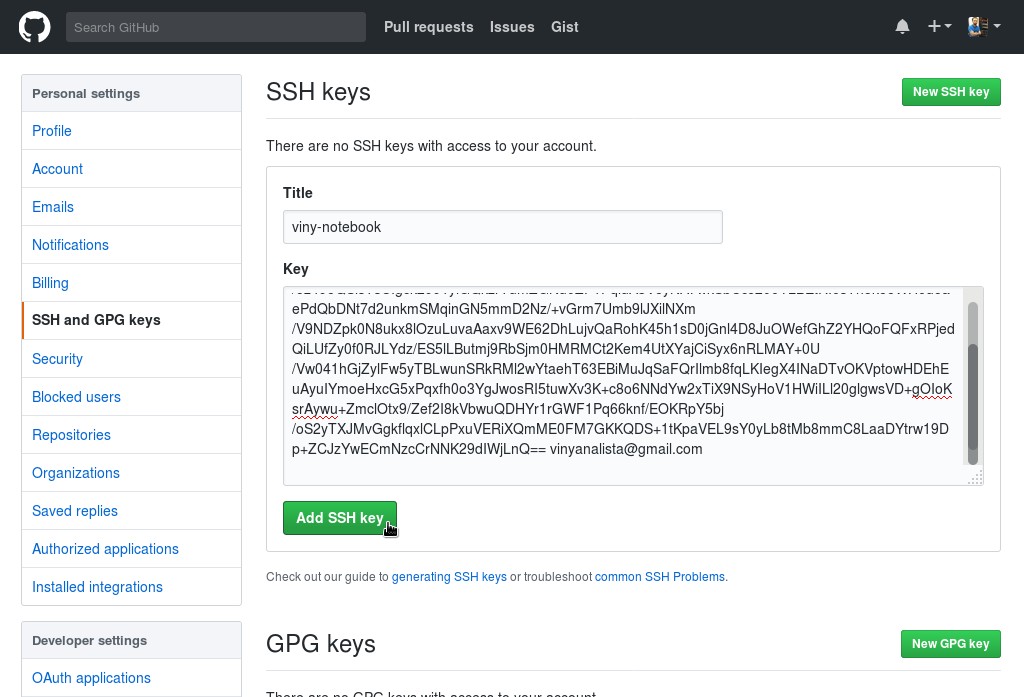 Search GitHub
Pull requests
Issues
Gist
Personal settings
Profile
Account
Emails
Notifications
Billing
SSH and GPG keys
Security
Blocked users
Repositories
Organizations
Saved replies
Authorized applications
Installed integrations
Developer settings
OAuth applications
SSH keys
New SSH key
There are no SSH keys with access to your account.
Title
viny-notebook
Key
ePdQbDNt7d2unkmSMqinGN5mmD2Nz/+vGrm7Umb9lJXilNXm
/V9NDZpk0N8ukx8lOzuLuvaAaxv9WE62DhLujvQaRohK45h1sD0jGnl4D8JuOWefGhZ2YHQoFQFxRPjed
QiLUfZy0f0RJLYdz/ES5lLButmj9RbSjm0HMRMCt2Kem4UtXYajCiSyx6nRLMAY+0U
/Vw041hGjZylFw5yTBLwunSRkRMl2wYtaehT63EBiMuJqSaFQrIlmb8fqLKIegX4INaDTvOKVptowHDEhE
uAyuIYmoeHxcG5xPqxfh0o3YgJwosRI5tuwXv3K+c8o6NNdYw2xTiX9NSyHoV1HWiILl20glgwsVD+gOIoK
srAywu+ZmclOtx9/Zef2I8kVbwuQDHYr1rGWF1Pq66knf/EOKRpY5bj
/oS2yTXJMvGgkflqxlCLpPxuVERiXQmME0FM7GKKQDS+1tKpaVEL9sY0yLb8tMb8mmC8LaaDYtrw19D
p+ZCJzYwECmNzcCrNNK29dIWjLnQ== vinyanalista@gmail.com
Add SSH key
Check out our guide to generating SSH keys or troubleshoot common SSH Problems.
GPG keys
New GPG key
There are no GPG keys with access to your account.